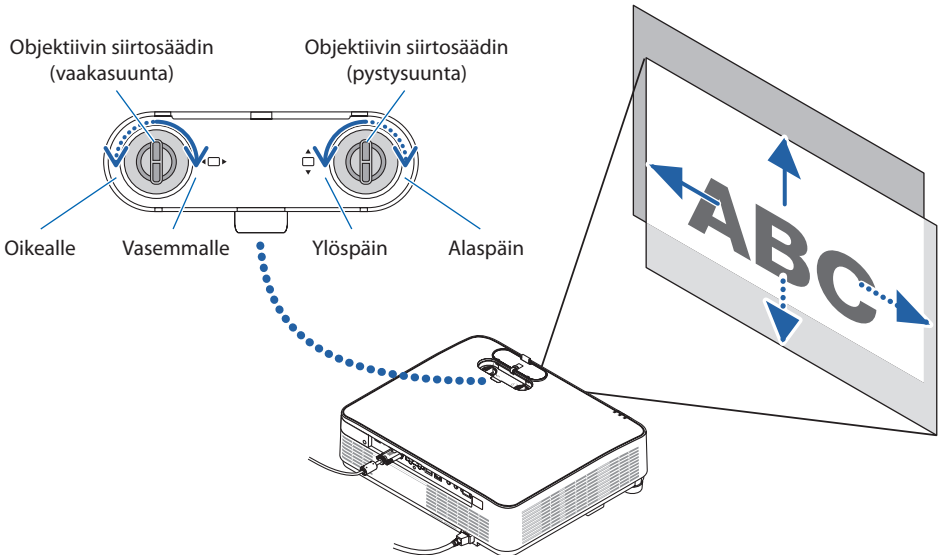 Objektiivin siirtosäädin
(vaakasuunta)
Objektiivin siirtosäädin
(pystysuunta)
Oikealle
Vasemmalle
Ylöspäin
Alaspäin
ABC